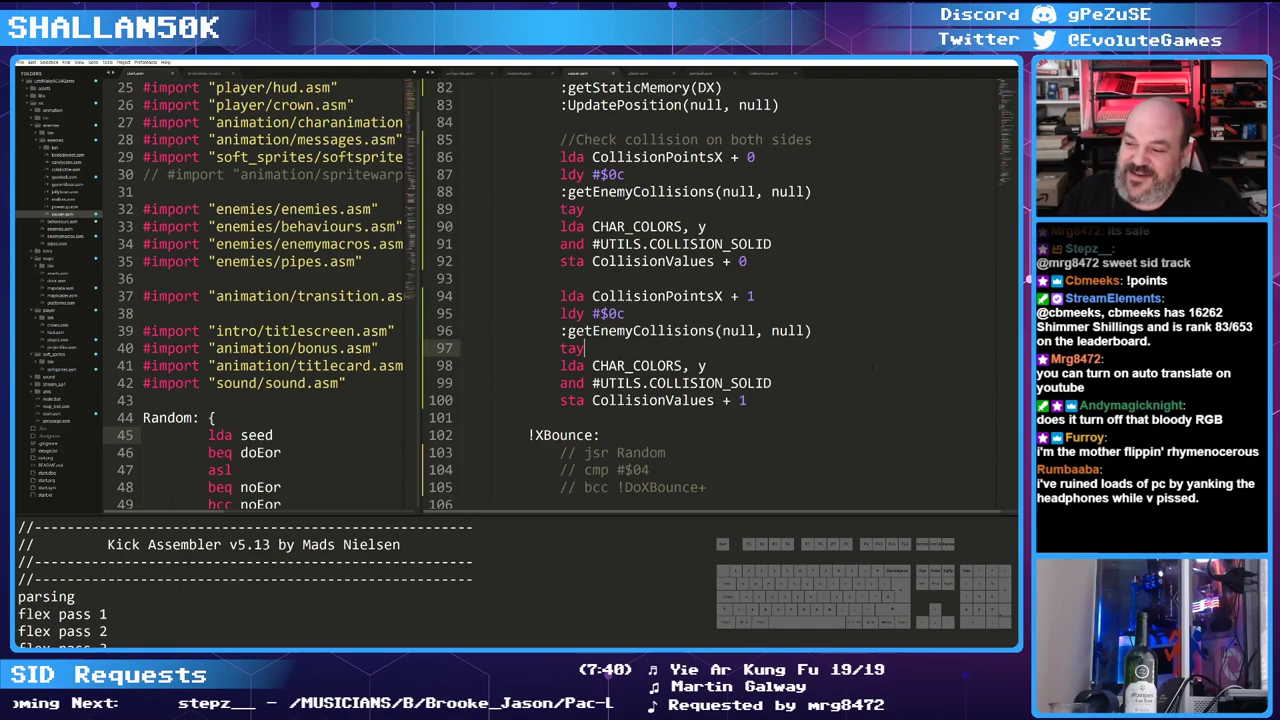 SHALLAN50K
Discord gPeZuSE
Twitter @EvoluteGames
FOLDERS
25 #import "player/hud.asm"
26 #import "player/crown.asm"
27 #import "animation/charanimation
28 #import "animation/messages.asm"
29 #import "soft_sprites/softsprite
30 // #import "animation/spritewarp
31
32 #import "enemies/enemies.asm"
33 #import "enemies/behaviours.asm"
34 #import "enemies/enemymacros.asm
35 #import "enemies/pipes.asm"
36
37 #import "animation/transition.as
38
39 #import "intro/titlescreen.asm"
40 #import "animation/bonus.asm"
41 #import "animation/titlecard.asm
42 #import "sound/sound.asm"
43
44 Random: {
45 lda seed
46 beq doEor
47 asl
48 beq noEor
49 bcc noEor
82 :getStaticMemory(DX)
83 :UpdatePosition(null, null)
84
85 //Check collision on both sides
86 lda CollisionPointsX + 0
87 ldy #$0c
88 :getEnemyCollisions(null, null)
89 tay
90 lda CHAR_COLORS, y
91 and #UTILS.COLLISION_SOLID
92 sta CollisionValues + 0
93
94 lda CollisionPointsX + 1
95 ldy #$0c
96 :getEnemyCollisions(null, null)
97 tay
98 lda CHAR_COLORS, y
99 and #UTILS.COLLISION_SOLID
100 sta CollisionValues + 1
101
102 !XBounce:
103 // jsr Random
104 // cmp #$04
105 // bcc !DoXBounce+
106
//------------------------------------------------------
// Kick Assembler v5.13 by Mads Nielsen
//------------------------------------------------------
//------------------------------------------------------
parsing
flex pass 1
flex pass 2
flex pass 3
Mrg8472: its safe
Stepz__:
@mrg8472 sweet sid track
Cbmeeks: !points
StreamElements:
@cbmeeks, cbmeeks has 16262
Shimmer Shillings and is rank 83/653
on the leaderboard.
Mrg8472:
you can turn on auto translate on
youtube
Andymagicknight:
does it turn off that bloody RGB
Furroy:
i'm the mother flippin' rhymenocerous
Rumbaaba:
i've ruined loads of pc by yanking the
headphones while v pissed.
SID Requests
(7:40) ♫ Yie Ar Kung Fu 19/19
♫ Martin Galway
♪ Requested by mrg8472
ming Next: stepz__ - /MUSICIANS/B/Brooke_Jason/Pac-